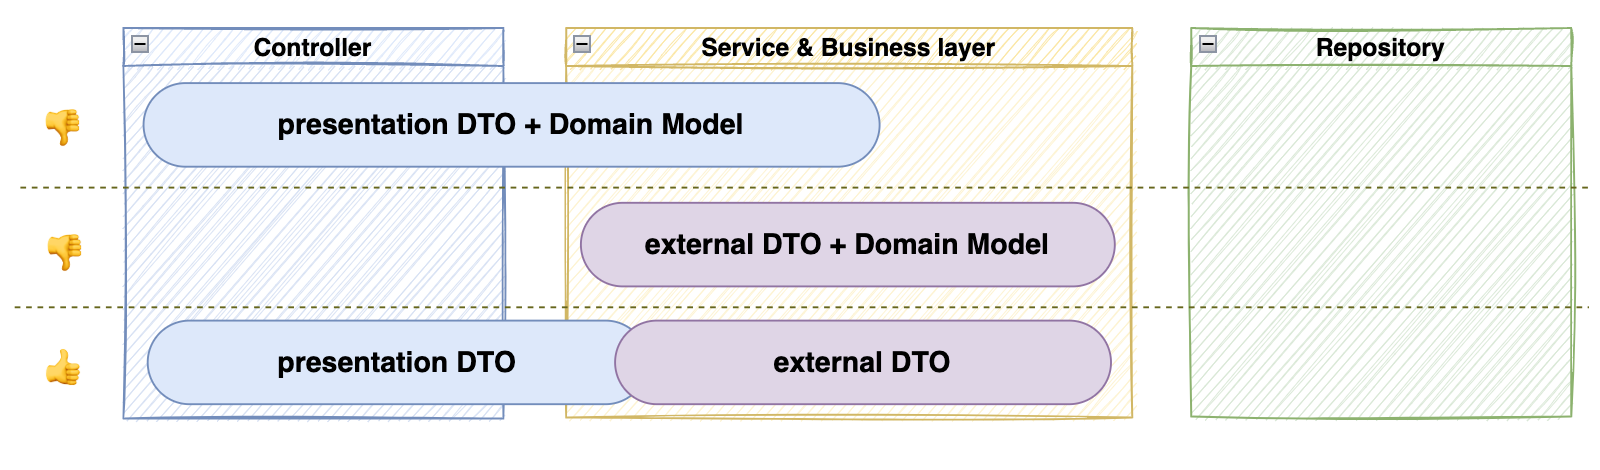 Controller
Service & Business layer
Repository
presentation DTO + Domain Model
external DTO + Domain Model
presentation DTO
external DTO